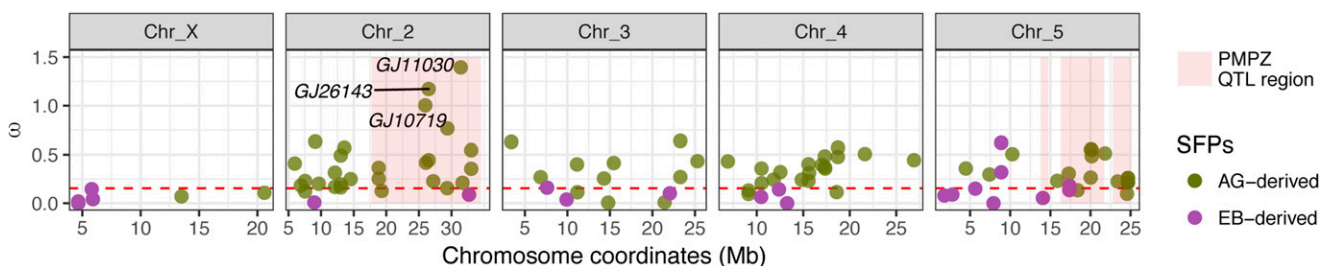 Chr_X Chr_2 Chr_3 Chr_4 Chr_5
1.5
1.0
0.5
0.0
ω
GJ11030
GJ26143
GJ10719
5 10 15 20 5 10 15 20 25 30 5 10 15 20 25 10 15 20 25 5 10 15 20 25
Chromosome coordinates (Mb)
PMPZ
QTL region
SFPs
AG-derived
EB-derived